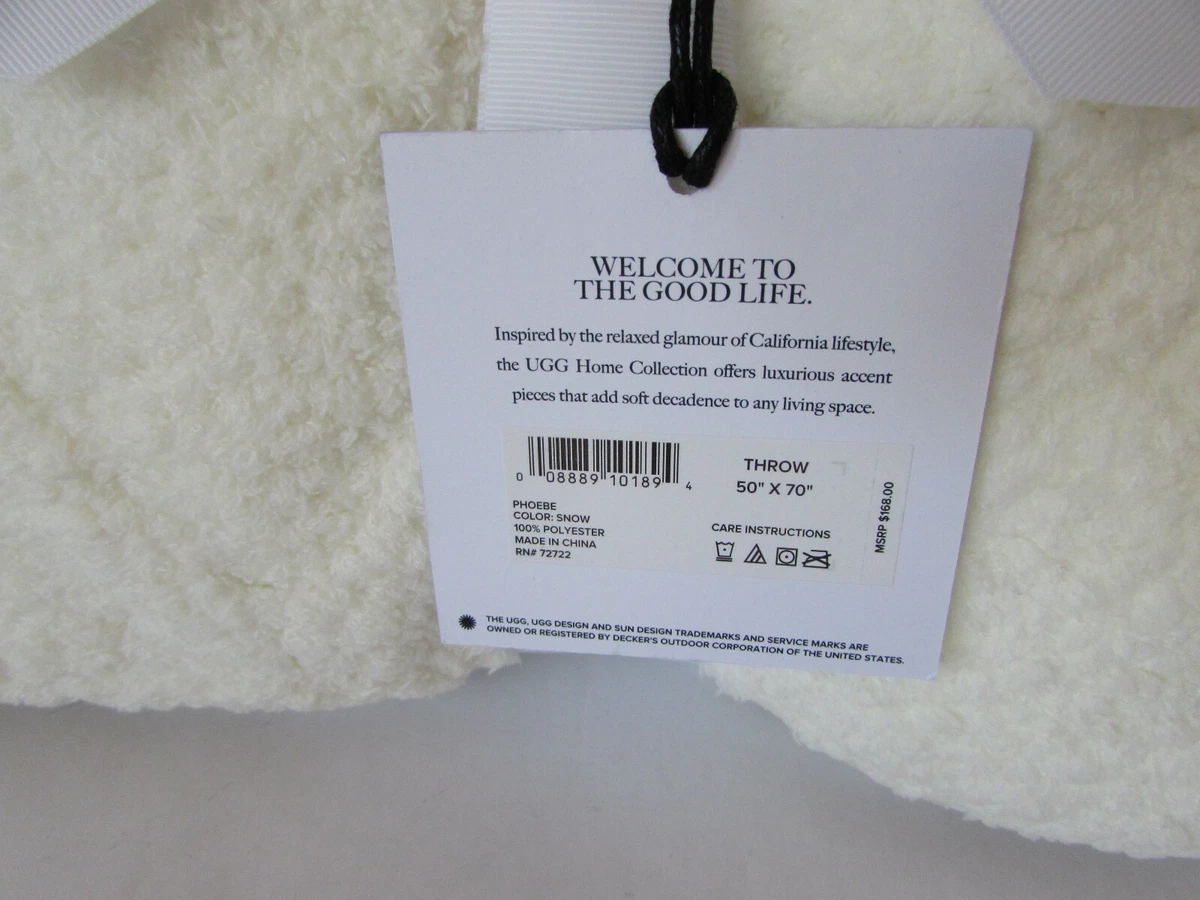 WELCOME TO
THE GOOD LIFE.
Inspired by the relaxed glamour of California lifestyle,
the UGG Home Collection offers luxurious accent
pieces that add soft decadence to any living space.
0 08889 10189 4
PHOEBE
COLOR: SNOW
100% POLYESTER
MADE IN CHINA
RN# 72722
THROW
50" X 70"
CARE INSTRUCTIONS
MSRP $168.00
THE UGG, UGG DESIGN AND SUN DESIGN TRADEMARKS AND SERVICE MARKS ARE
OWNED OR REGISTERED BY DECKER'S OUTDOOR CORPORATION OF THE UNITED STATES.